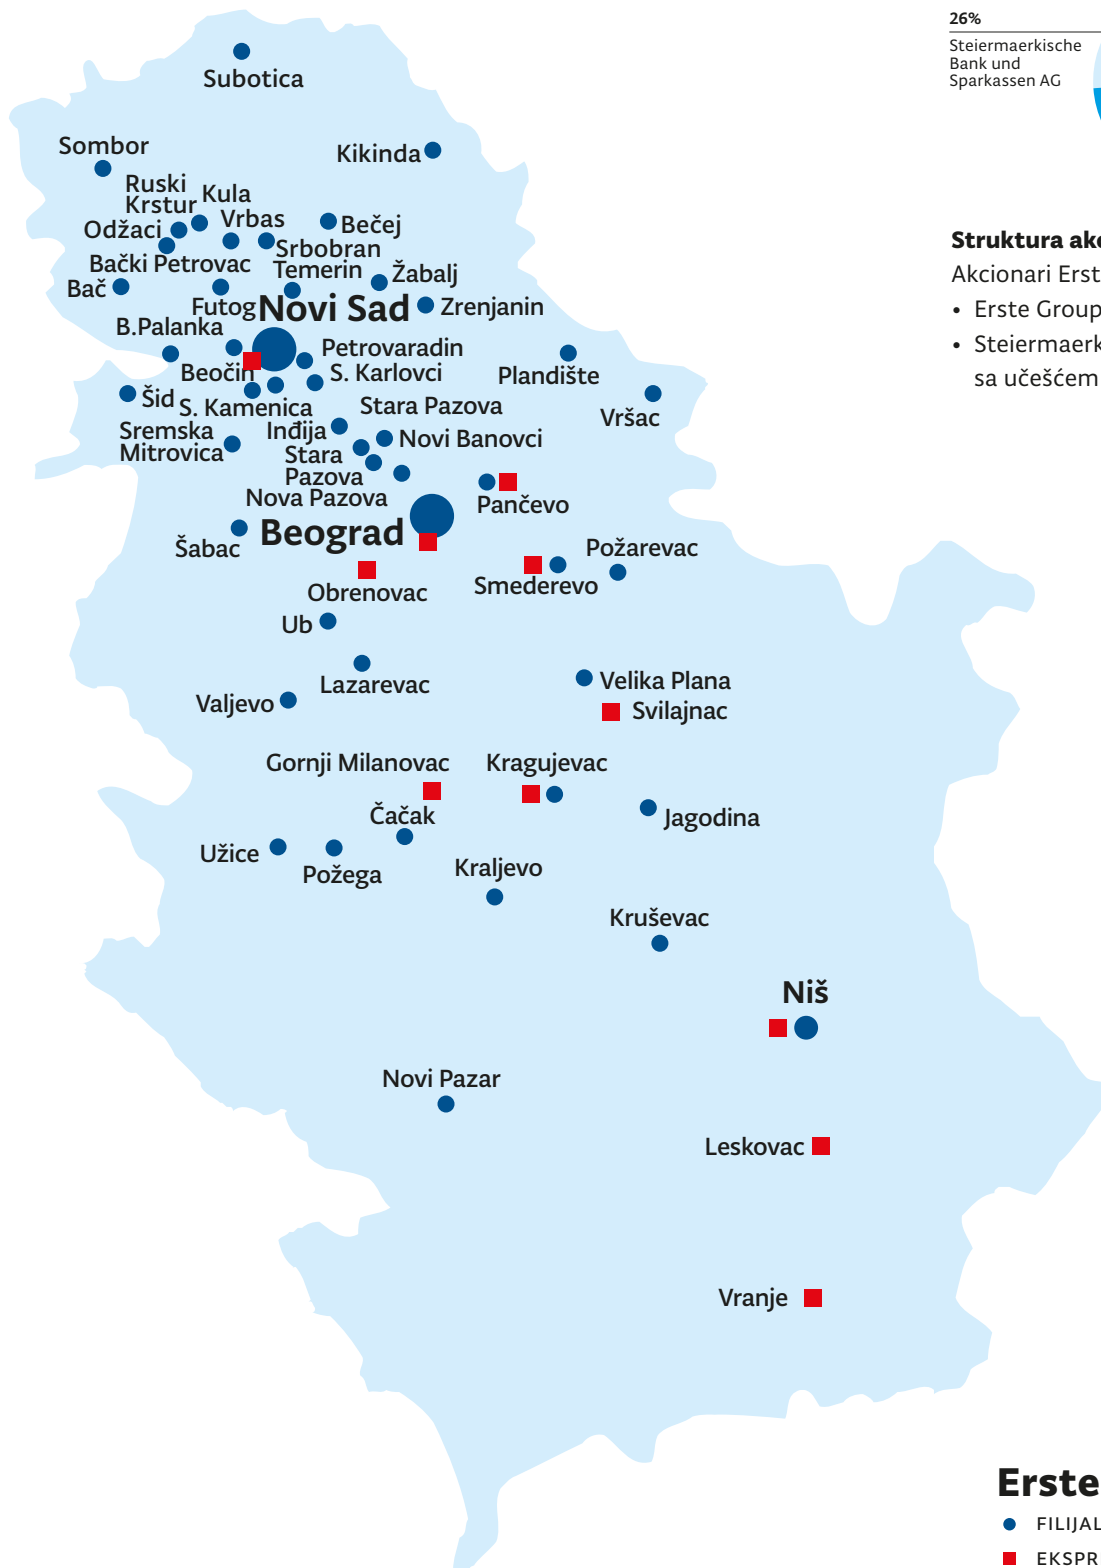 26%
Steiermaerkische
Bank und
Sparkassen AG
Subotica
Sombor
Kikinda
Ruski
Krstur
Kula
Odžaci
Vrbas
Bečej
Srbobran
Bački Petrovac
Temerin
Žabalj
Bač
Futog
Novi Sad
Zrenjanin
B.Palanka
Petrovaradin
Beočin
S. Karlovci
Plandište
Šid
S. Kamenica
Stara Pazova
Vršac
Sremska
Mitrovica
Inđija
Novi Banovci
Stara
Pazova
Nova Pazova
Pančevo
Beograd
Šabac
Požarevac
Obrenovac
Smederevo
Ub
Lazarevac
Velika Plana
Valjevo
Svilajnac
Gornji Milanovac
Kragujevac
Čačak
Jagodina
Užice
Požega
Kraljevo
Kruševac
Niš
Novi Pazar
Leskovac
Vranje
Struktura akc
Akcionari Erst
• Erste Group
• Steiermaerk
sa učešćem
Erste
FILIJAL
EKSPR